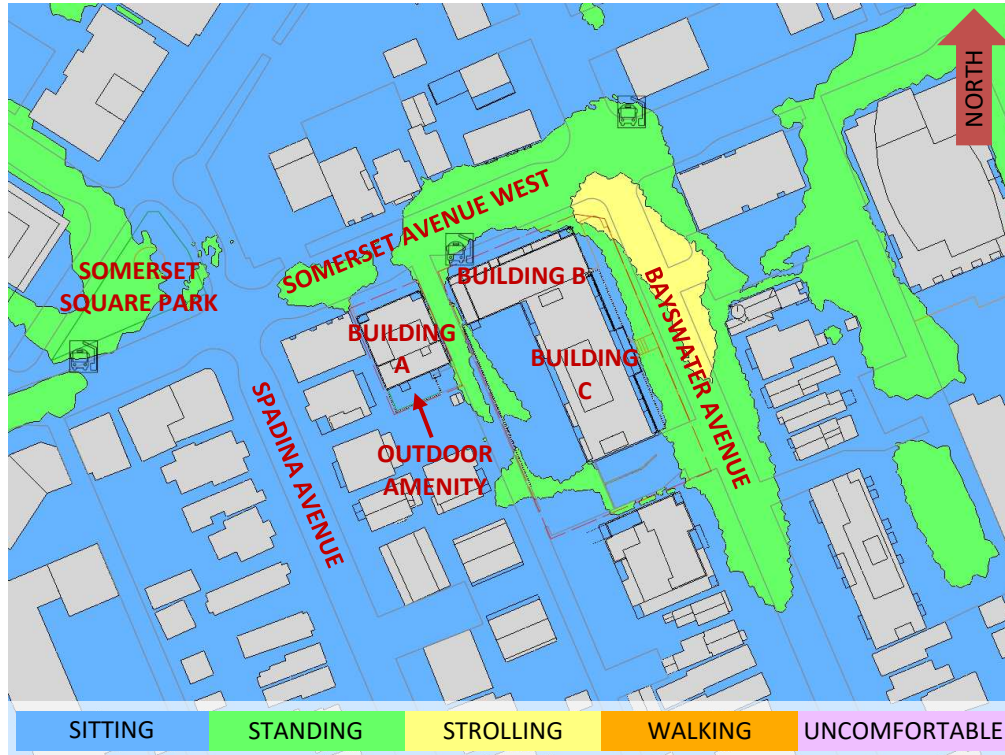 NORTH
SOMERSET AVENUE WEST
SOMERSET
SQUARE PARK
BUILDING B
BUILDING
A
BUILDING
C
BAYSWATER AVENUE
SPADINA AVENUE
OUTDOOR
AMENITY
SITTING
STANDING
STROLLING
WALKING
UNCOMFORTABLE